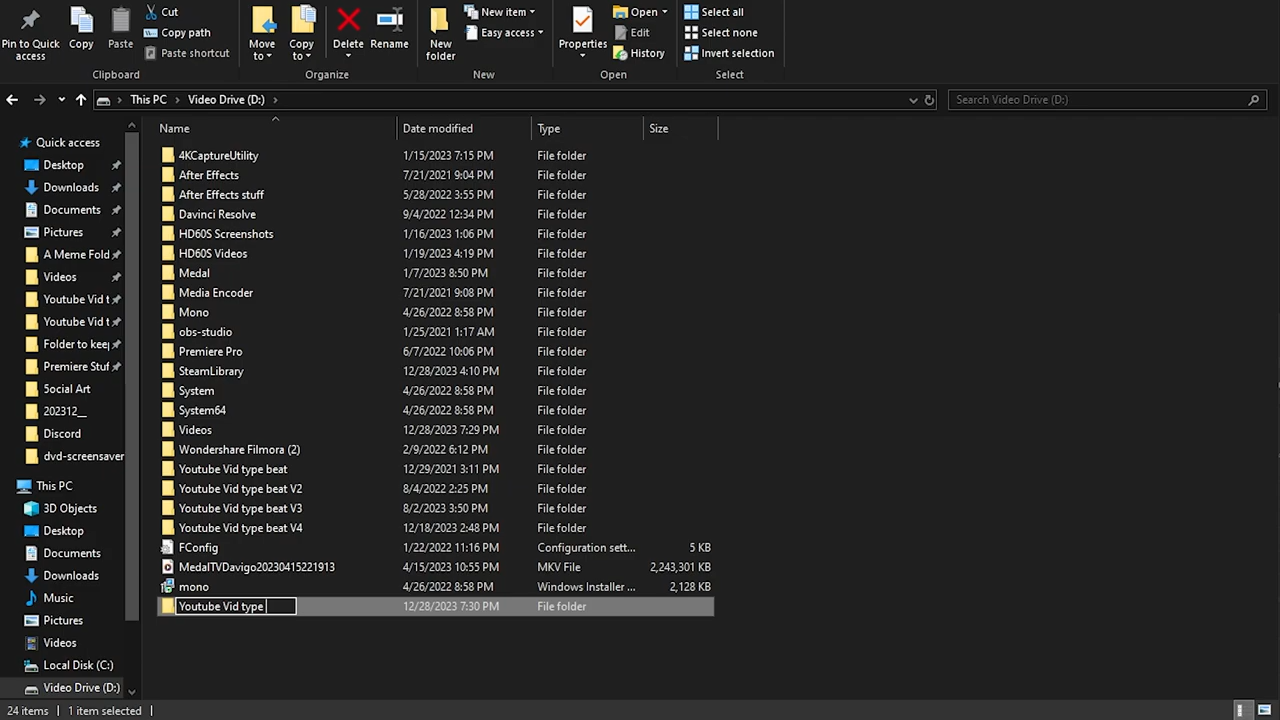 Cut
Copy path
Paste shortcut
Pin to Quick access
Copy
Paste
Clipboard
Move to
Copy to
Delete
Rename
Organize
New folder
New item
Easy access
New
Properties
Open
Edit
History
Open
Select all
Select none
Invert selection
Select
This PC > Video Drive (D:) >
Search Video Drive (D:)
Name Date modified Type Size
Quick access
Desktop
Downloads
Documents
Pictures
A Meme Fold
Videos
Youtube Vid t
Youtube Vid t
Folder to keep
Premiere Stuf
5ocial Art
202312__
Discord
dvd-screensaver
This PC
3D Objects
Desktop
Documents
Downloads
Music
Pictures
Videos
Local Disk (C:)
Video Drive (D:)
4KCaptureUtility 1/15/2023 7:15 PM File folder
After Effects 7/21/2021 9:04 PM File folder
After Effects stuff 5/28/2022 3:55 PM File folder
Davinci Resolve 9/4/2022 12:34 PM File folder
HD60S Screenshots 1/16/2023 1:06 PM File folder
HD60S Videos 1/19/2023 4:19 PM File folder
Medal 1/7/2023 8:50 PM File folder
Media Encoder 7/21/2021 9:08 PM File folder
Mono 4/26/2022 8:58 PM File folder
obs-studio 1/25/2021 1:17 AM File folder
Premiere Pro 6/7/2022 10:06 PM File folder
SteamLibrary 12/28/2023 4:10 PM File folder
System 4/26/2022 8:58 PM File folder
System64 4/26/2022 8:58 PM File folder
Videos 12/28/2023 7:29 PM File folder
Wondershare Filmora (2) 2/9/2022 6:12 PM File folder
Youtube Vid type beat 12/29/2021 3:11 PM File folder
Youtube Vid type beat V2 8/4/2022 2:25 PM File folder
Youtube Vid type beat V3 8/2/2023 3:50 PM File folder
Youtube Vid type beat V4 12/18/2023 2:48 PM File folder
FConfig 1/22/2022 11:16 PM Configuration sett... 5 KB
MedalTVDavigo20230415221913 4/15/2023 10:55 PM MKV File 2,243,301 KB
mono 4/26/2022 8:58 PM Windows Installer ... 2,128 KB
Youtube Vid type 12/28/2023 7:30 PM File folder
24 items 1 item selected